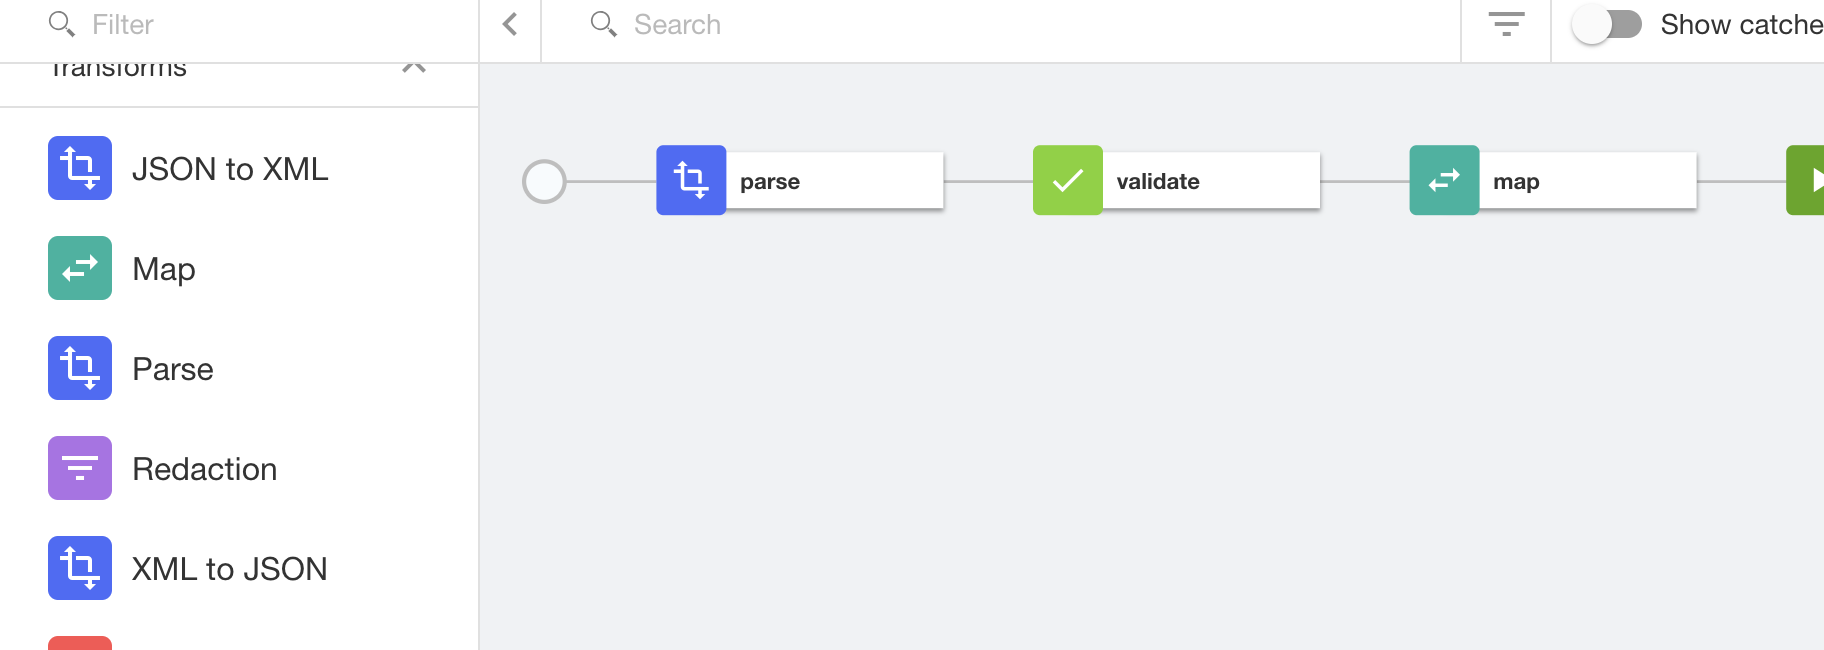 Filter
Search
Show catche
Transforms
JSON to XML
Map
Parse
Redaction
XML to JSON
parse
validate
map